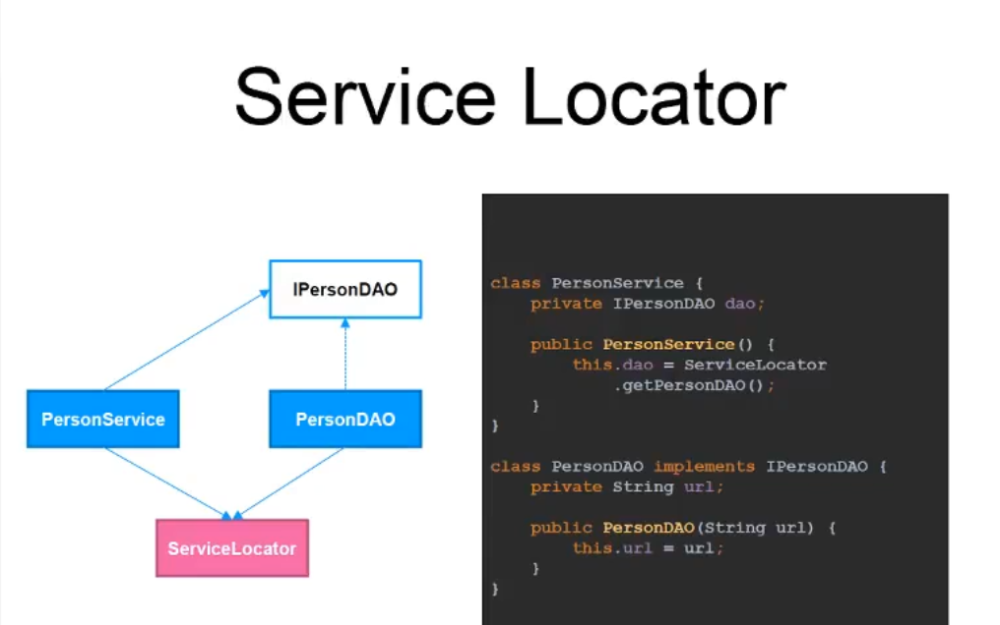 Service Locator
IPersonDAO
PersonService
PersonDAO
ServiceLocator
class PersonService {
    private IPersonDAO dao;

    public PersonService() {
        this.dao = ServiceLocator
            .getPersonDAO();
    }
}

class PersonDAO implements IPersonDAO {
    private String url;

    public PersonDAO(String url) {
        this.url = url;
    }
}